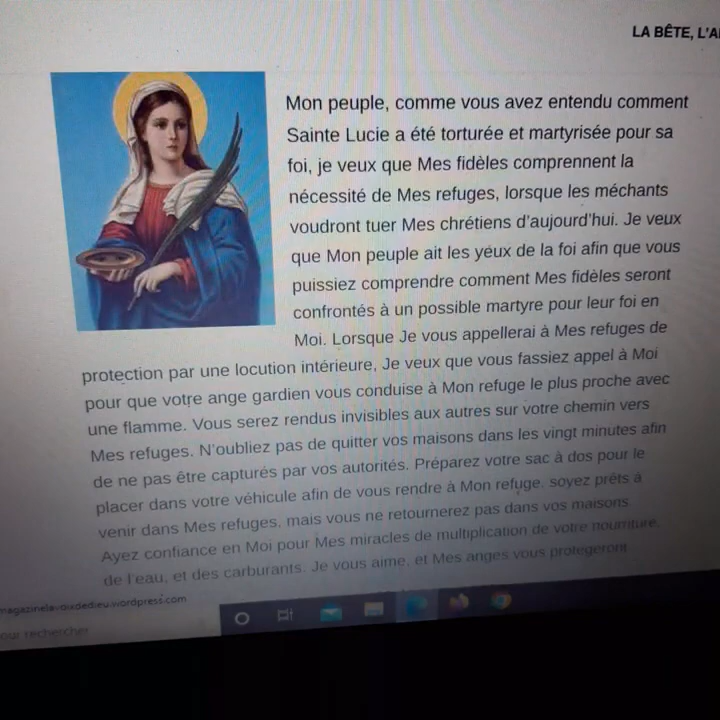 LA BÊTE, L'A
Mon peuple, comme vous avez entendu comment
Sainte Lucie a été torturée et martyrisée pour sa
foi, je veux que Mes fidèles comprennent la
nécessité de Mes refuges, lorsque les méchants
voudront tuer Mes chrétiens d'aujourd'hui. Je veux
que Mon peuple ait les yeux de la foi afin que vous
puissiez comprendre comment Mes fidèles seront
confrontés à un possible martyre pour leur foi en
Moi. Lorsque Je vous appellerai à Mes refuges de
protection par une locution intérieure, Je veux que vous fassiez appel à Moi
pour que votre ange gardien vous conduise à Mon refuge le plus proche avec
une flamme. Vous serez rendus invisibles aux autres sur votre chemin vers
Mes refuges. N'oubliez pas de quitter vos maisons dans les vingt minutes afin
de ne pas être capturés par vos autorités. Préparez votre sac à dos pour le
placer dans votre véhicule afin de vous rendre à Mon refuge. soyez prêts à
venir dans Mes refuges, mais vous ne retournerez pas dans vos maisons
Ayez confiance en Moi pour Mes miracles de multiplication de votre nourriture,
de l'eau, et des carburants. Je vous aime, et Mes anges vous protègeront
magazinelavoixdedieu.wordpress.com
our rechercher